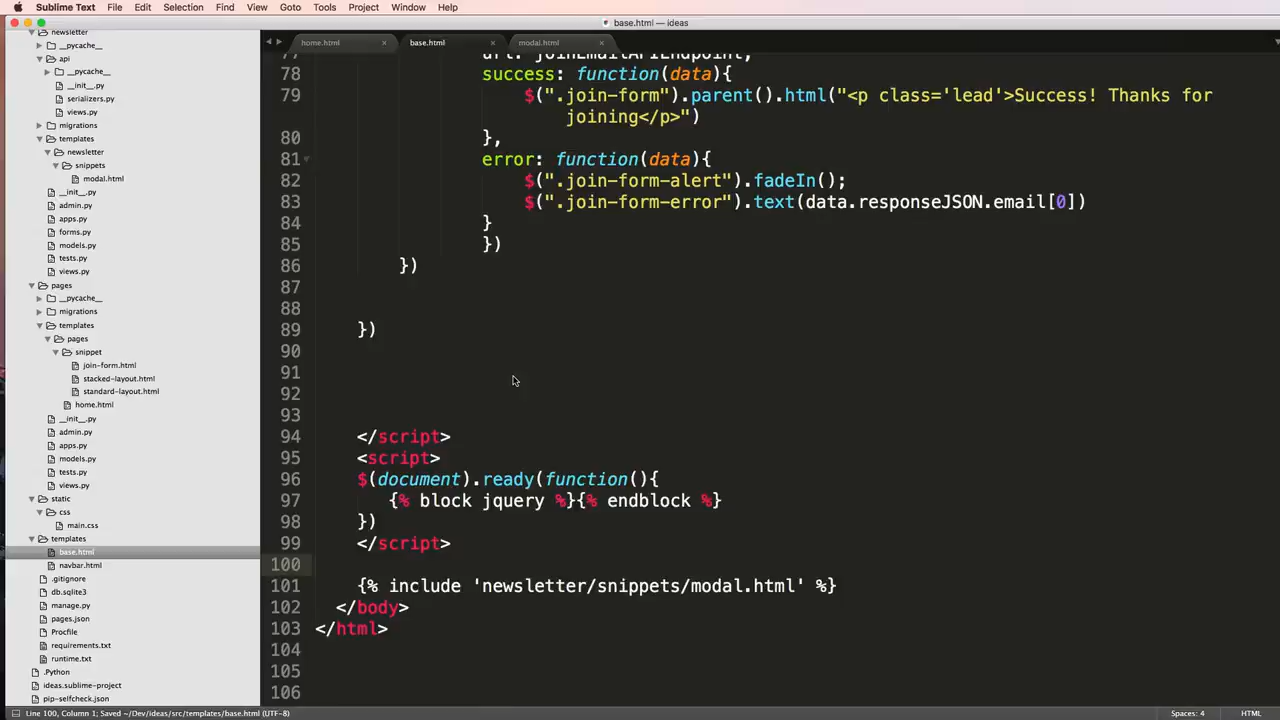 Sublime Text File Edit Selection Find View Goto Tools Project Window Help
base.html — ideas
home.html × base.html × modal.html ×
newsletter
__pycache__
api
__pycache__
__init__.py
serializers.py
views.py
migrations
templates
newsletter
snippets
modal.html
__init__.py
admin.py
apps.py
forms.py
models.py
tests.py
views.py
pages
__pycache__
migrations
templates
pages
snippet
join-form.html
stacked-layout.html
standard-layout.html
home.html
__init__.py
admin.py
apps.py
models.py
tests.py
views.py
static
css
main.css
templates
base.html
navbar.html
.gitignore
db.sqlite3
manage.py
pages.json
Procfile
requirements.txt
runtime.txt
.Python
ideas.sublime-project
pip-selfcheck.json
77 url: joinEmailAPIEndpoint,
78 success: function(data){
79 $(".join-form").parent().html("<p class='lead'>Success! Thanks for
joining</p>")
80 },
81 error: function(data){
82 $(".join-form-alert").fadeIn();
83 $(".join-form-error").text(data.responseJSON.email[0])
84 }
85 })
86 })
87
88
89 })
90
91
92
93
94 </script>
95 <script>
96 $(document).ready(function(){
97 {% block jquery %}{% endblock %}
98 })
99 </script>
100
101 {% include 'newsletter/snippets/modal.html' %}
102 </body>
103 </html>
104
105
106
Line 100, Column 1; Saved ~/Dev/ideas/src/templates/base.html (UTF-8) Spaces: 4 HTML